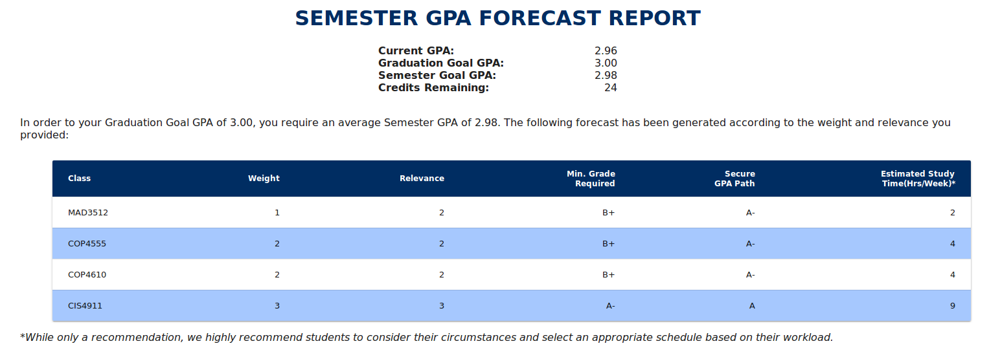 SEMESTER GPA FORECAST REPORT
Current GPA: 2.96
Graduation Goal GPA: 3.00
Semester Goal GPA: 2.98
Credits Remaining: 24
In order to your Graduation Goal GPA of 3.00, you require an average Semester GPA of 2.98. The following forecast has been generated according to the weight and relevance you
provided:
Class Weight Relevance Min. Grade Required Secure GPA Path Estimated Study Time(Hrs/Week)*
MAD3512 1 2 B+ A- 2
COP4555 2 2 B+ A- 4
COP4610 2 2 B+ A- 4
CIS4911 3 3 A- A 9
*While only a recommendation, we highly recommend students to consider their circumstances and select an appropriate schedule based on their workload.